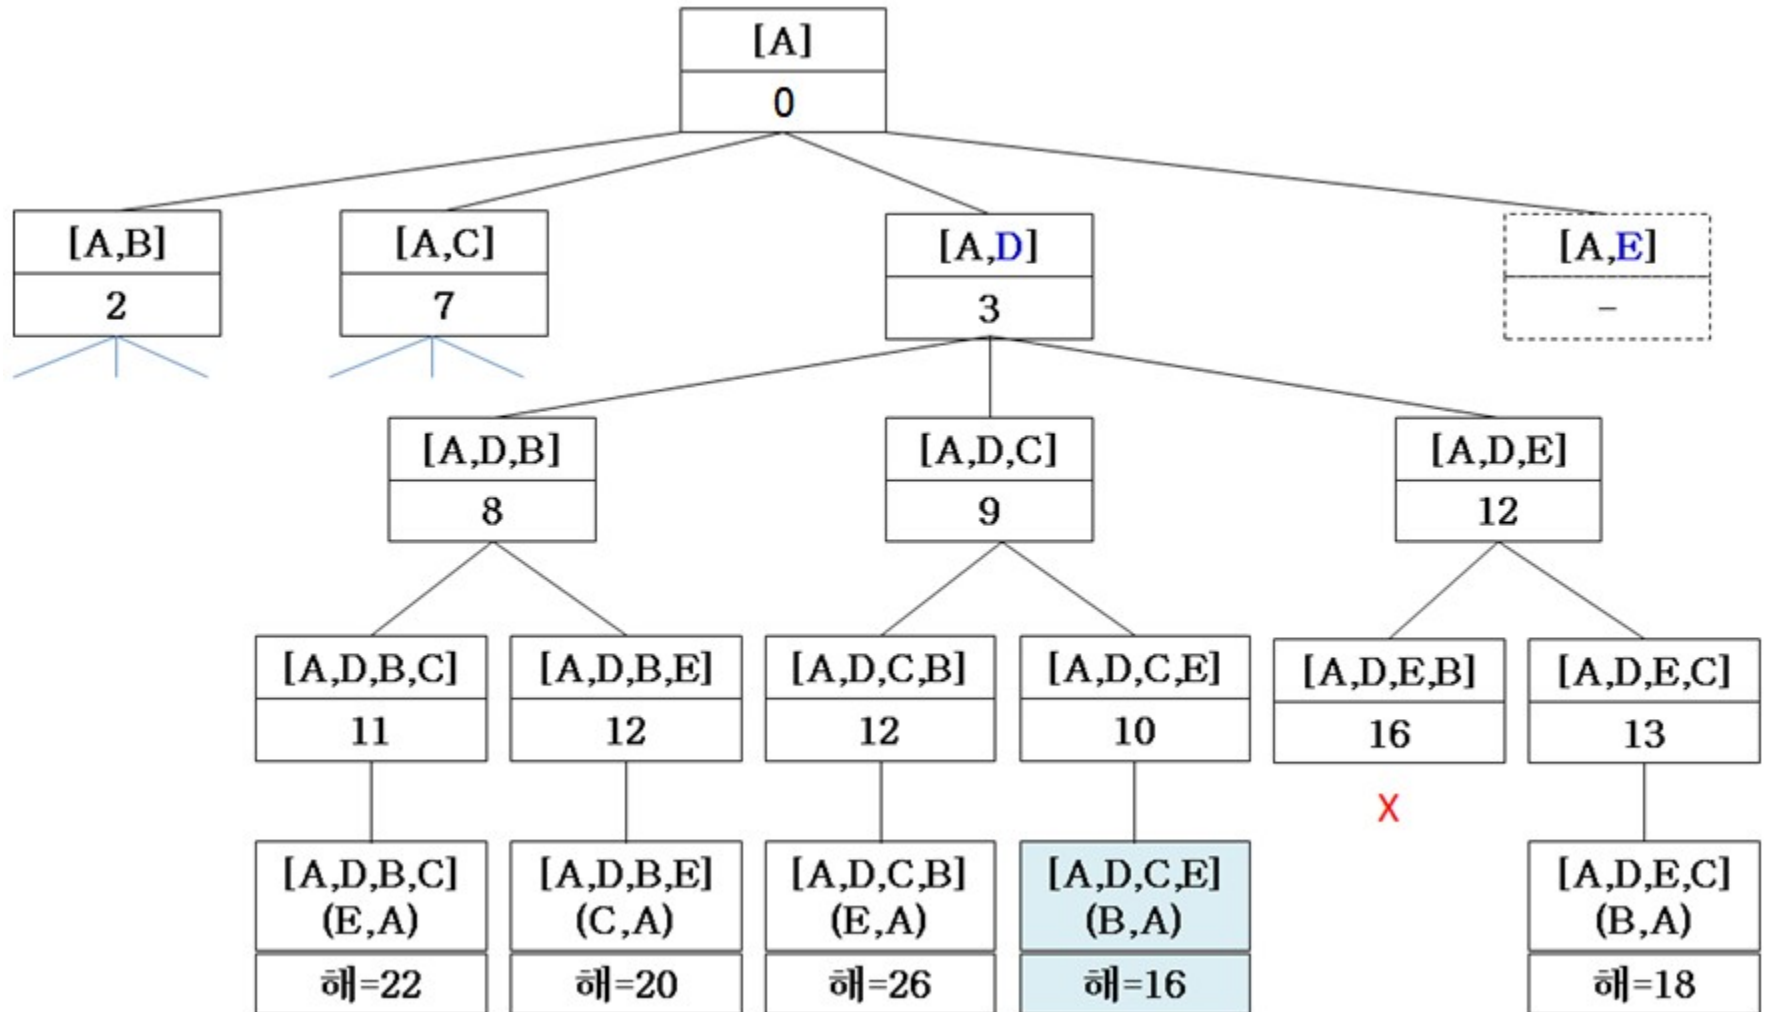 [A]
0
[A,B]
2
[A,C]
7
[A,D]
3
[A,E]
–
[A,D,B]
8
[A,D,C]
9
[A,D,E]
12
[A,D,B,C]
11
[A,D,B,E]
12
[A,D,C,B]
12
[A,D,C,E]
10
[A,D,E,B]
16
[A,D,E,C]
13
X
[A,D,B,C]
(E,A)
해=22
[A,D,B,E]
(C,A)
해=20
[A,D,C,B]
(E,A)
해=26
[A,D,C,E]
(B,A)
해=16
[A,D,E,C]
(B,A)
해=18